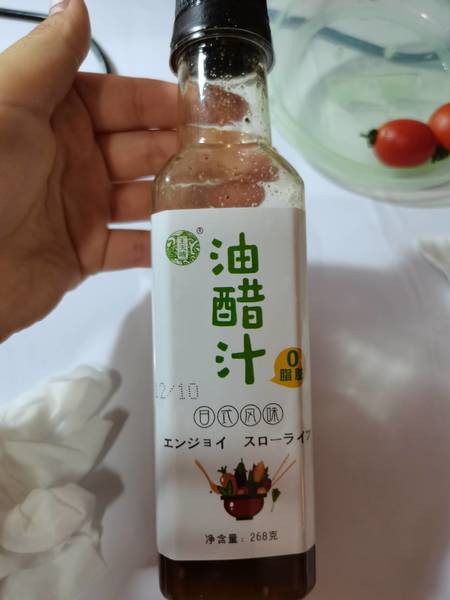 ®
油醋汁
0
脂肪
12/10
日式风味
エンジョイ スローライフ
净含量: 268克